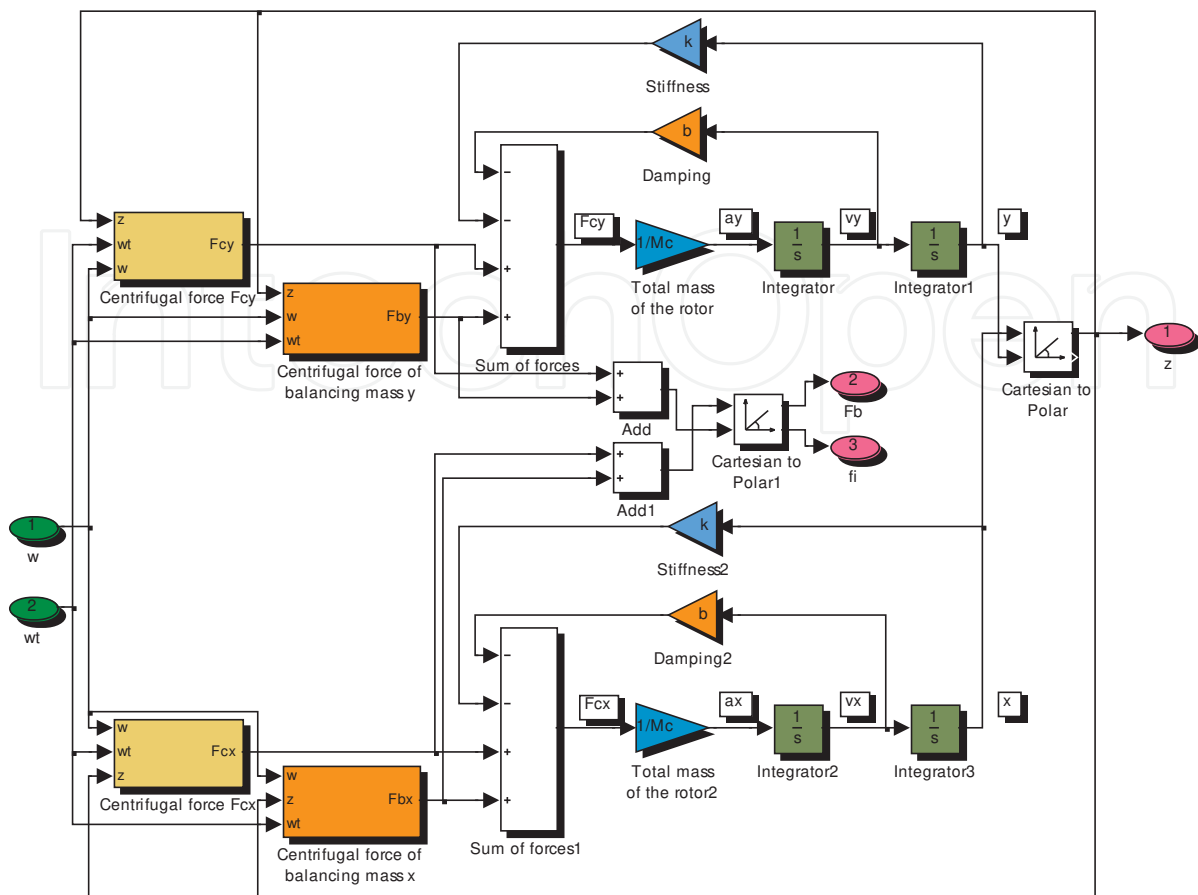 k
Stiffness
b
Damping
z
wt
w
Fcy
Centrifugal force Fcy
z
w
wt
Fby
Centrifugal force of
balancing mass y
−
−
+
+
Sum of forces
Fcy
1/Mc
Total mass
of the rotor
ay
1
s
Integrator
vy
1
s
Integrator1
y
Cartesian to
Polar
1
z
+
+
Add
+
+
Add1
Cartesian to
Polar1
2
Fb
3
fi
IntechOpen
1
w
2
wt
k
Stiffness2
b
Damping2
w
wt
z
Fcx
Centrifugal force Fcx
w
z
wt
Fbx
Centrifugal force of
balancing mass x
−
−
+
+
Sum of forces1
Fcx
1/Mc
Total mass
of the rotor2
ax
1
s
Integrator2
vx
1
s
Integrator3
x